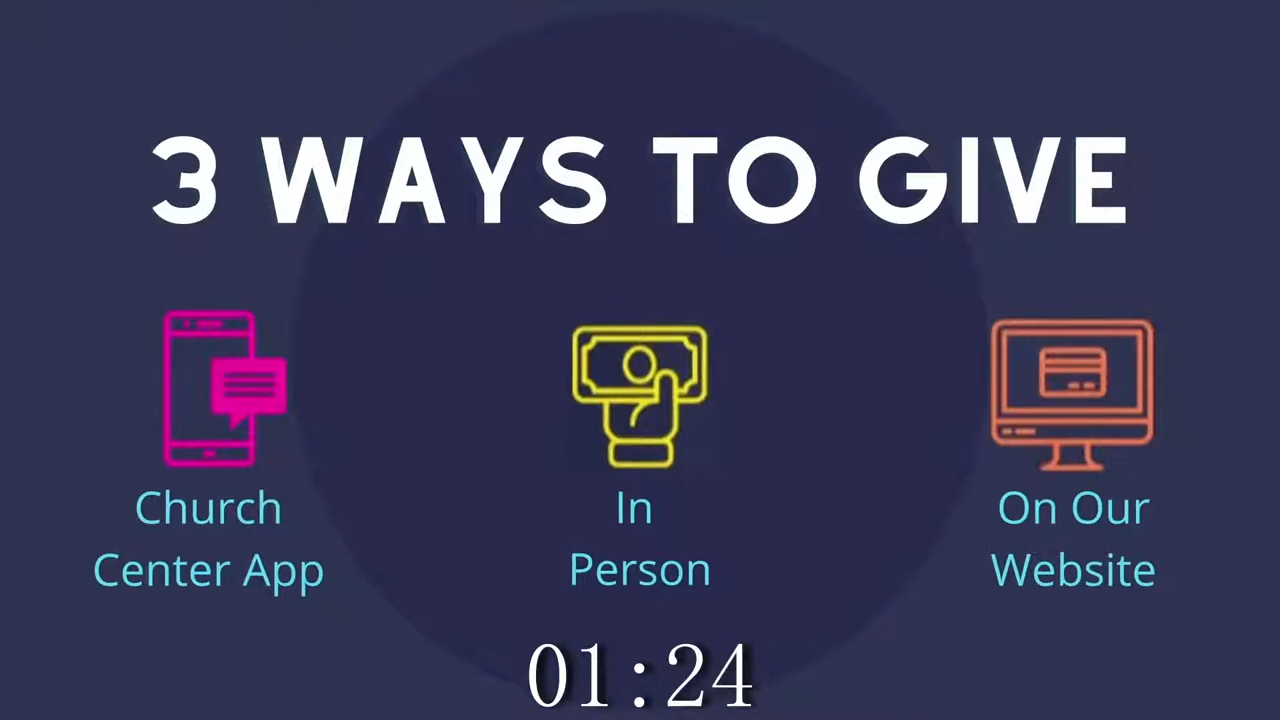 3 WAYS TO GIVE
Church
Center App
In
Person
On Our
Website
01:24